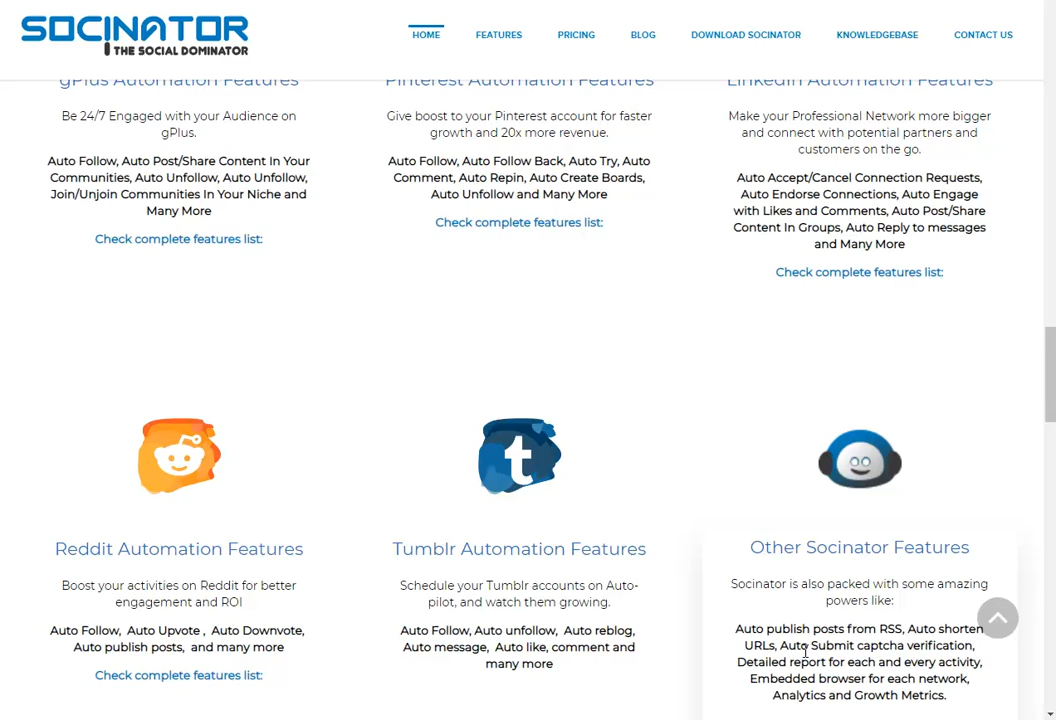 SOCINATOR
THE SOCIAL DOMINATOR
HOME
FEATURES
PRICING
BLOG
DOWNLOAD SOCINATOR
KNOWLEDGEBASE
CONTACT US
gPlus Automation Features
Be 24/7 Engaged with your Audience on
gPlus.
Auto Follow, Auto Post/Share Content In Your
Communities, Auto Unfollow, Auto Unfollow,
Join/Unjoin Communities In Your Niche and
Many More
Check complete features list:
Pinterest Automation Features
Give boost to your Pinterest account for faster
growth and 20x more revenue.
Auto Follow, Auto Follow Back, Auto Try, Auto
Comment, Auto Repin, Auto Create Boards,
Auto Unfollow and Many More
Check complete features list:
LinkedIn Automation Features
Make your Professional Network more bigger
and connect with potential partners and
customers on the go.
Auto Accept/Cancel Connection Requests,
Auto Endorse Connections, Auto Engage
with Likes and Comments, Auto Post/Share
Content In Groups, Auto Reply to messages
and Many More
Check complete features list:
Reddit Automation Features
Boost your activities on Reddit for better
engagement and ROI
Auto Follow, Auto Upvote , Auto Downvote,
Auto publish posts, and many more
Check complete features list:
t
Tumblr Automation Features
Schedule your Tumblr accounts on Auto-
pilot, and watch them growing.
Auto Follow, Auto unfollow, Auto reblog,
Auto message, Auto like, comment and
many more
Other Socinator Features
Socinator is also packed with some amazing
powers like:
Auto publish posts from RSS, Auto shorten
URLs, Auto Submit captcha verification,
Detailed report for each and every activity,
Embedded browser for each network,
Analytics and Growth Metrics.